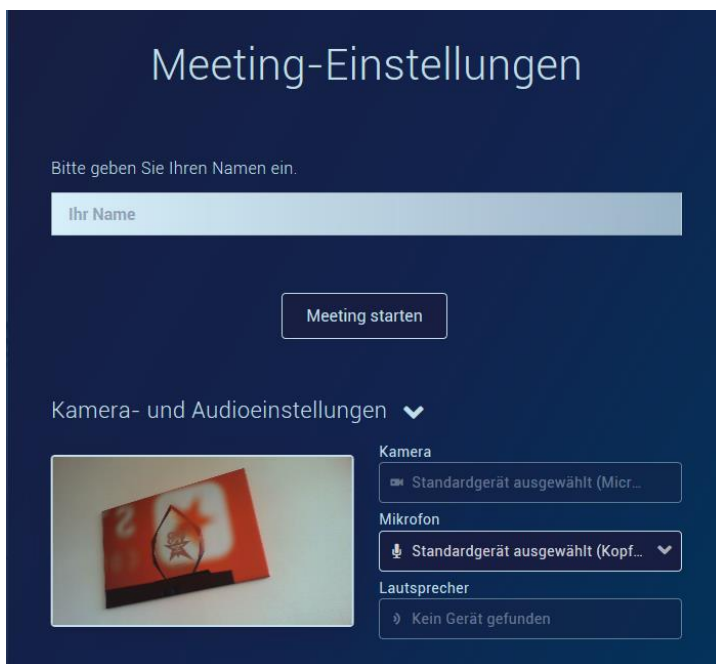 Meeting-Einstellungen
Bitte geben Sie Ihren Namen ein.
Ihr Name
Meeting starten
Kamera- und Audioeinstellungen
Kamera
Standardgerät ausgewählt (Micr...
Mikrofon
Standardgerät ausgewählt (Kopf...
Lautsprecher
Kein Gerät gefunden